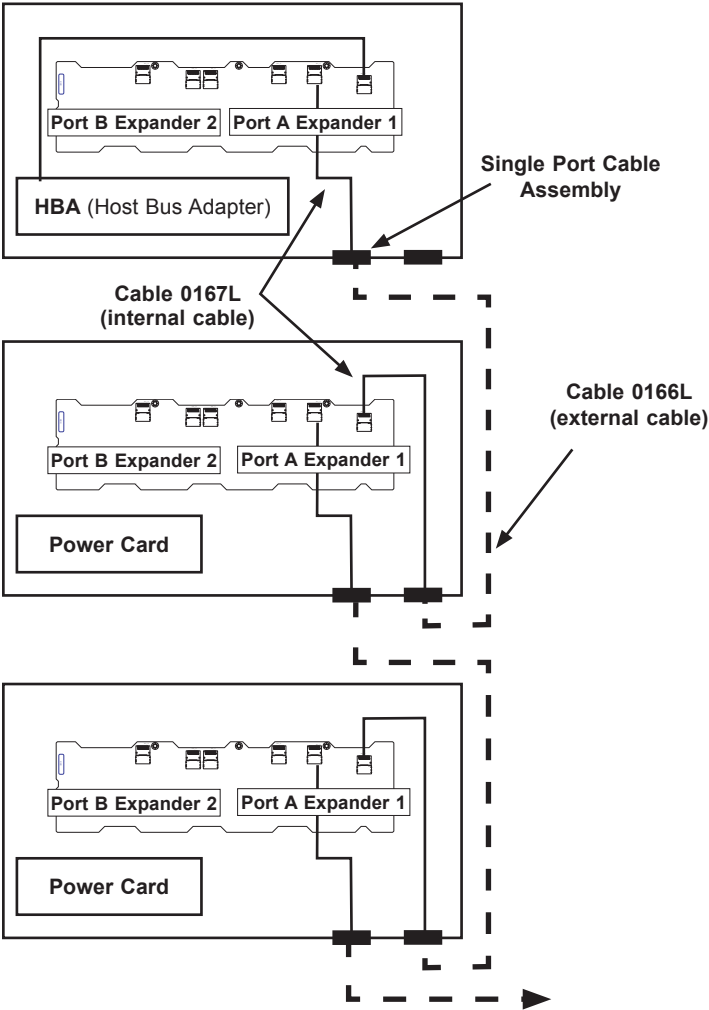 Port B Expander 2
Port A Expander 1
HBA (Host Bus Adapter)
Single Port Cable
Assembly
Cable 0167L
(internal cable)
Port B Expander 2
Port A Expander 1
Cable 0166L
(external cable)
Power Card
Port B Expander 2
Port A Expander 1
Power Card